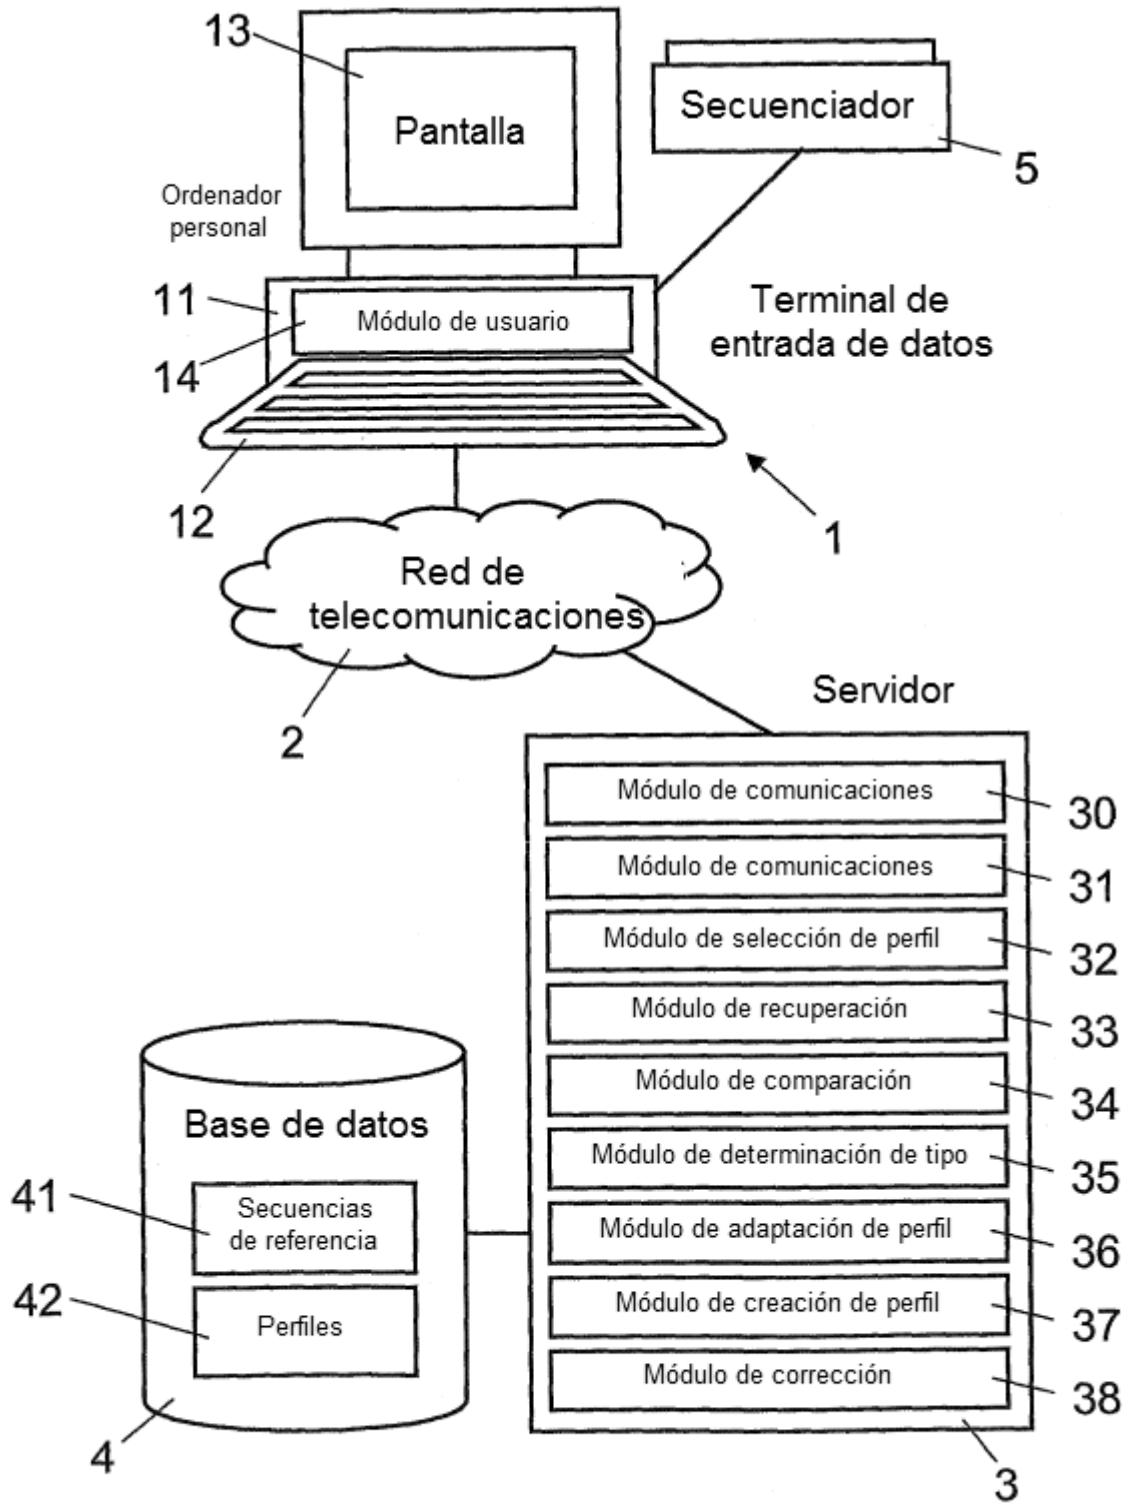 13
Pantalla
Secuenciador
5
Ordenador
personal
11
Módulo de usuario
14
Terminal de
entrada de datos
12
1
Red de
telecomunicaciones
2
Servidor
Módulo de comunicaciones
30
Módulo de comunicaciones
31
Módulo de selección de perfil
32
Módulo de recuperación
33
Módulo de comparación
34
Módulo de determinación de tipo
35
Módulo de adaptación de perfil
36
Módulo de creación de perfil
37
Módulo de corrección
38
3
Base de datos
41
Secuencias
de referencia
42
Perfiles
4